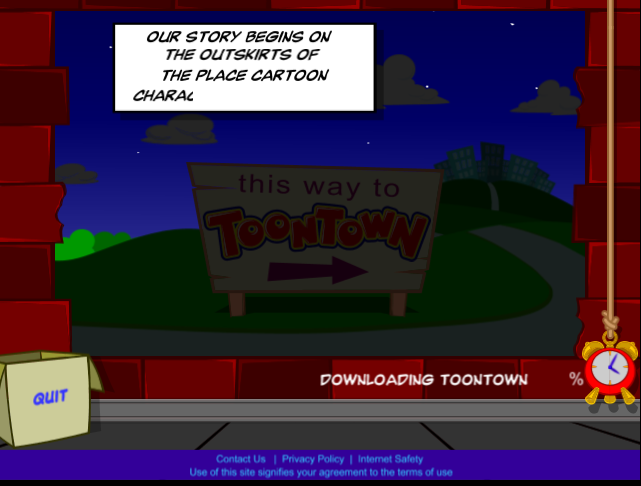 OUR STORY BEGINS ON
THE OUTSKIRTS OF
THE PLACE CARTOON
CHARAC
this way to
TOONTOWN
QUIT
DOWNLOADING TOONTOWN %
Contact Us | Privacy Policy | Internet Safety
Use of this site signifies your agreement to the terms of use